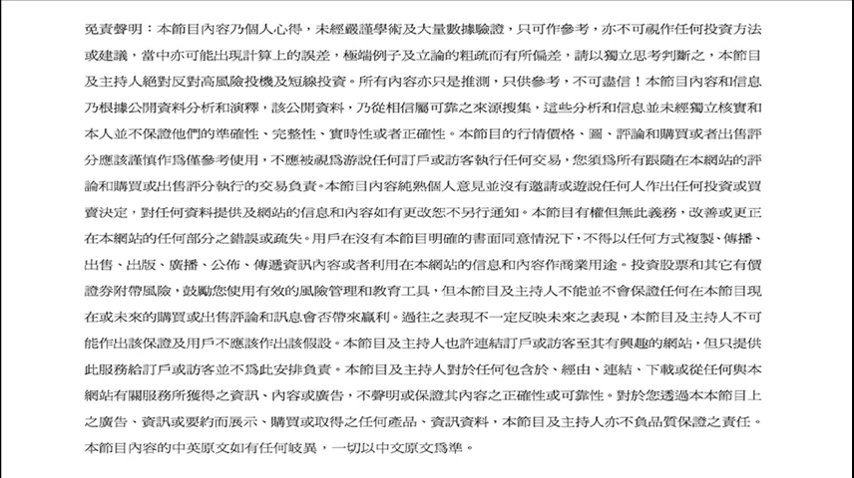 免責聲明：本節目內容乃個人心得，未經嚴謹學術及大量數據驗證，只可作參考，亦不可視作任何投資方法
或建議，當中亦可能出現計算上的誤差，極端例子及立論的粗疏而有所偏差，請以獨立思考判斷之，本節目
及主持人絕對反對高風險投機及短線投資。所有內容亦只是推測，只供參考，不可盡信！本節目內容和信息
乃根據公開資料分析和演釋，該公開資料，乃從相信屬可靠之來源搜集，這些分析和信息並未經獨立核實和
本人並不保證他們的準確性、完整性、實時性或者正確性。本節目的行情價格、圖、評論和購買或者出售評
分應該謹慎作爲僅參考使用，不應被視爲游說任何訂戶或訪客執行任何交易，您須爲所有跟隨在本網站的評
論和購買或出售評分執行的交易負責。本節目內容純熟個人意見並沒有邀請或遊說任何人作出任何投資或買
賣決定，對任何資料提供及網站的信息和內容如有更改恕不另行通知。本節目有權但無此義務，改善或更正
在本網站的任何部分之錯誤或疏失。用戶在沒有本節目明確的書面同意情況下，不得以任何方式複製、傳播、
出售、出版、廣播、公佈、傳遞資訊內容或者利用在本網站的信息和內容作商業用途。投資股票和其它有價
證券附帶風險，鼓勵您使用有效的風險管理和教育工具，但本節目及主持人不能並不會保證任何在本節目現
在或未來的購買或出售評論和訊息會否帶來贏利。過往之表現不一定反映未來之表現，本節目及主持人不可
能作出該保證及用戶不應該作出該假設。本節目及主持人也許連結訂戶或訪客至其有興趣的網站，但只提供
此服務給訂戶或訪客並不爲此安排負責。本節目及主持人對於任何包含於、經由、連結、下載或從任何與本
網站有關服務所獲得之資訊、內容或廣告，不聲明或保證其內容之正確性或可靠性。對於您透過本本節目上
之廣告、資訊或要約而展示、購買或取得之任何產品、資訊資料，本節目及主持人亦不負品質保證之責任。
本節目內容的中英原文如有任何歧異，一切以中文原文爲準。